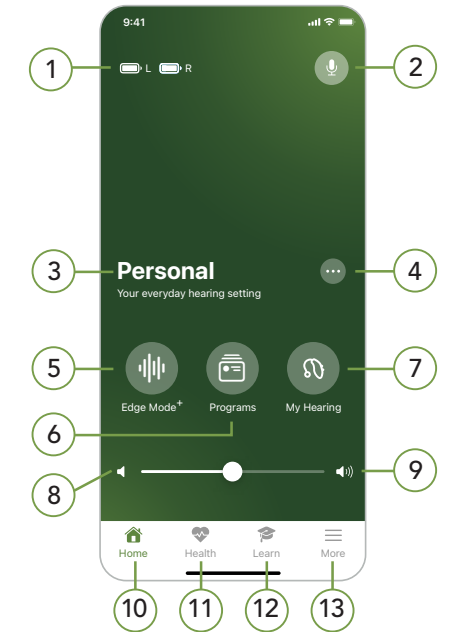 9:41
1
L R
2
3
Personal
4
Your everyday hearing setting
5
7
Edge Mode+
Programs
My Hearing
6
8
9
Home
Health
Learn
More
10
11
12
13